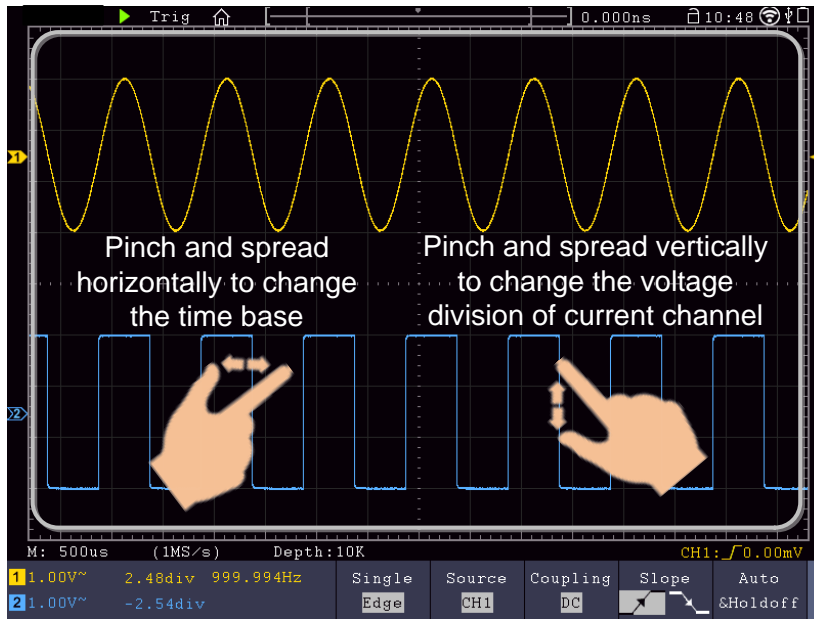 Trig 0.000ns 10:48
1
Pinch and spread
horizontally to change
the time base
Pinch and spread vertically
to change the voltage
division of current channel
2
M: 500us (1MS/s) Depth:10K CH1: 0.00mV
1 1.00V~ 2.48div 999.994Hz
2 1.00V~ -2.54div
Single
Edge
Source
CH1
Coupling
DC
Slope
Auto
&Holdoff